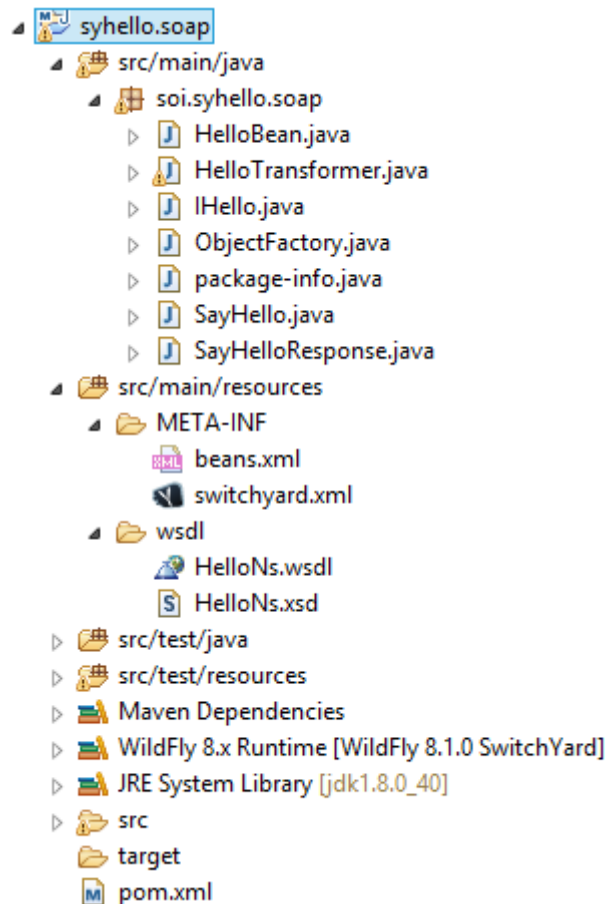 syhello.soap
src/main/java
soi.syhello.soap
HelloBean.java
HelloTransformer.java
IHello.java
ObjectFactory.java
package-info.java
SayHello.java
SayHelloResponse.java
src/main/resources
META-INF
beans.xml
switchyard.xml
wsdl
HelloNs.wsdl
HelloNs.xsd
src/test/java
src/test/resources
Maven Dependencies
WildFly 8.x Runtime [WildFly 8.1.0 SwitchYard]
JRE System Library [jdk1.8.0_40]
src
target
pom.xml